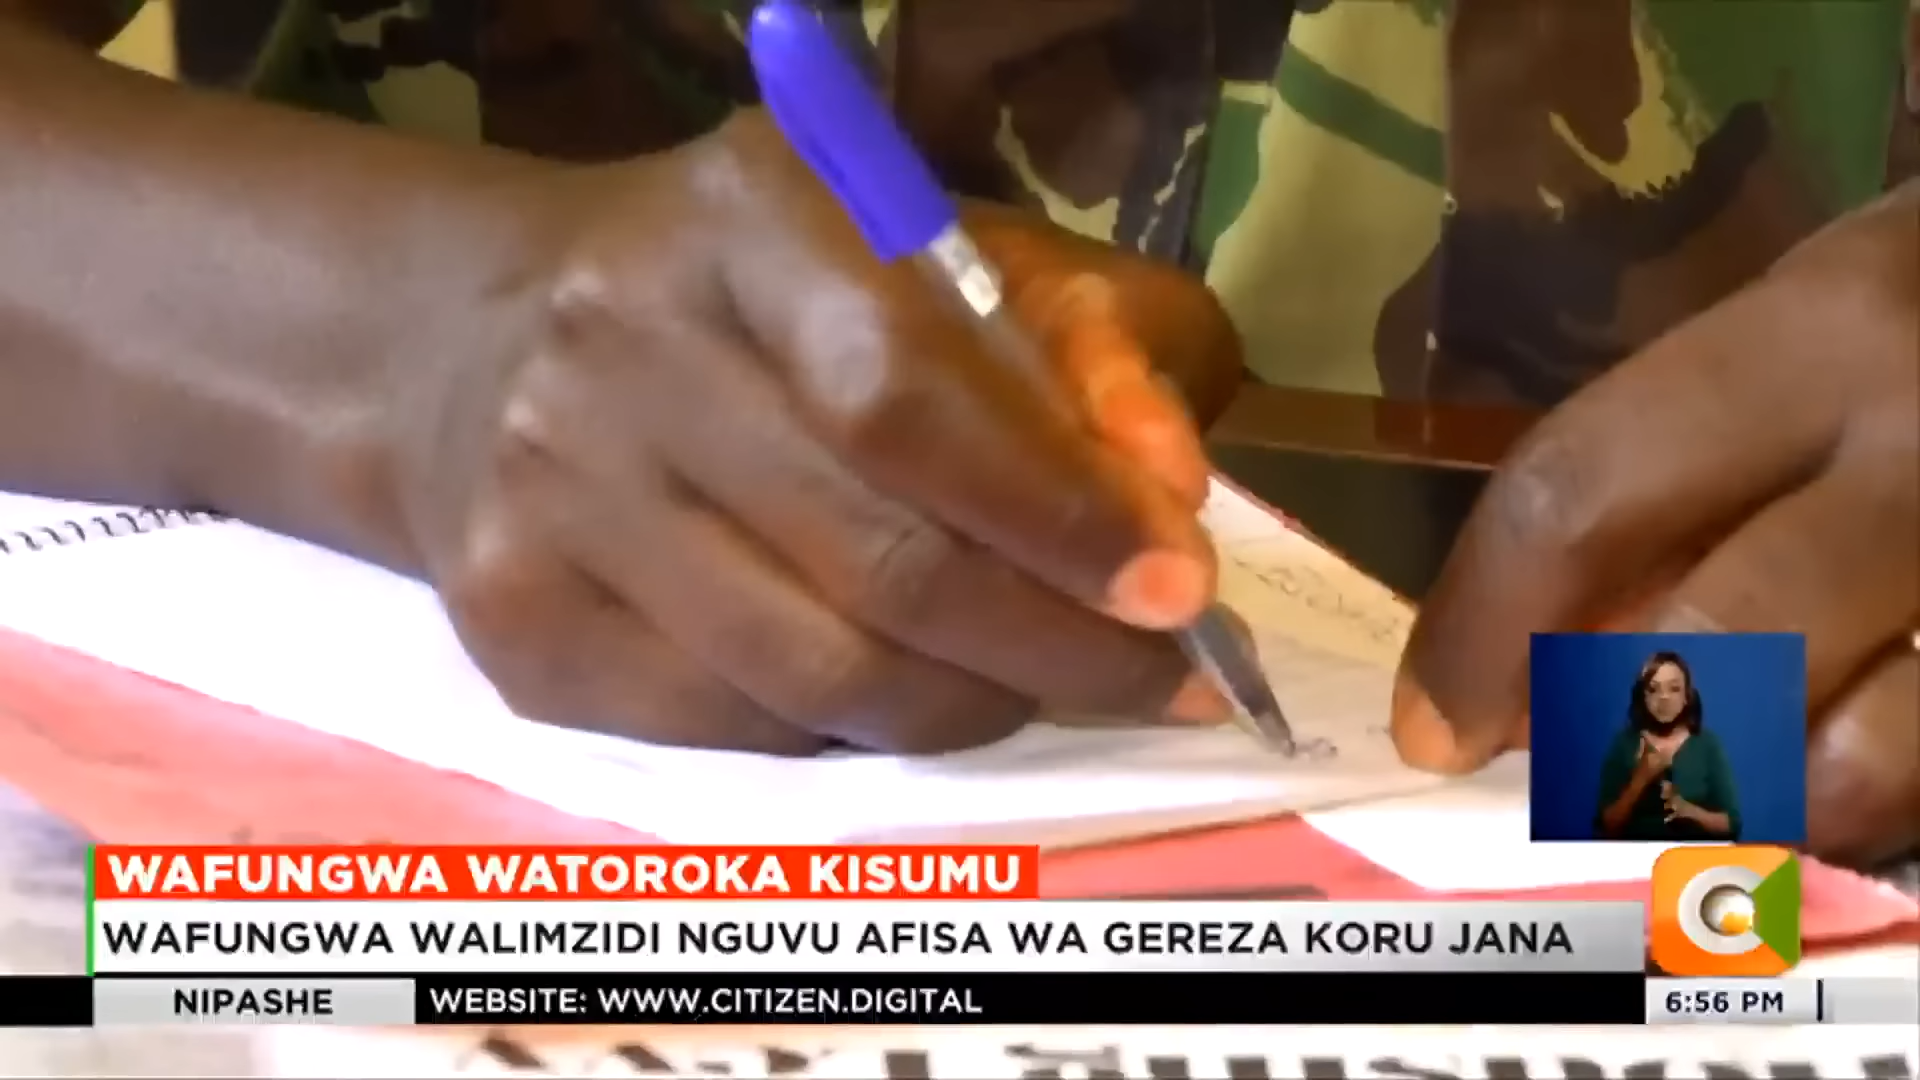 WAFUNGWA WATOROKA KISUMU
WAFUNGWA WALIMZIDI NGUVU AFISA WA GEREZA KORU JANA
NIPASHE
WEBSITE: WWW.CITIZEN.DIGITAL
6:56 PM